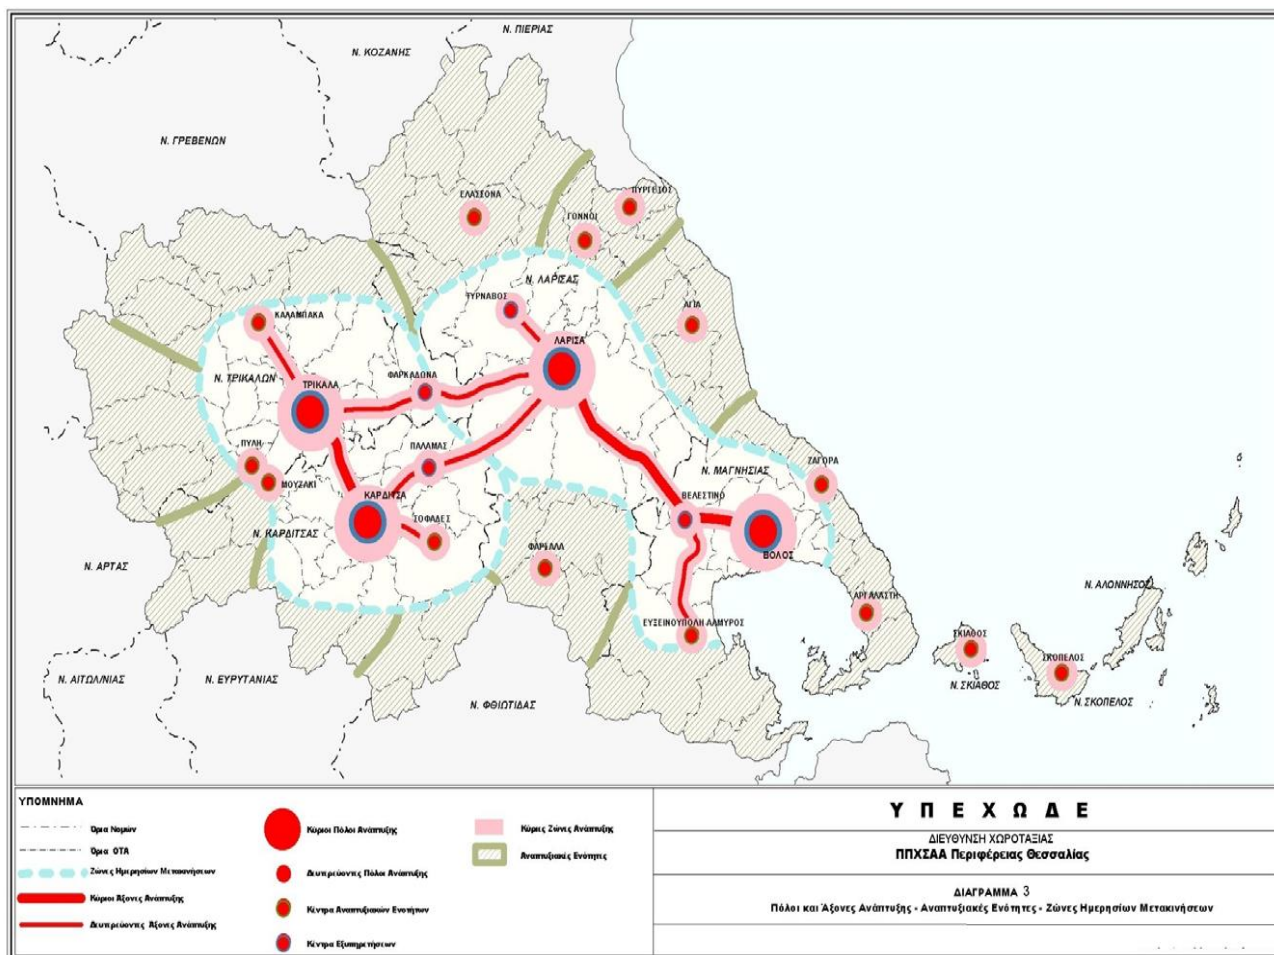 Ν. ΠΙΕΡΙΑΣ
Ν. ΚΟΖΑΝΗΣ
Ν. ΓΡΕΒΕΝΩΝ
ΕΛΑΣΣΟΝΑ
ΠΥΡΓΕΤΟΣ
ΓΟΝΝΟΙ
Ν. ΛΑΡΙΣΑΣ
ΤΥΡΝΑΒΟΣ
ΑΓΙΑ
ΚΑΛΑΜΠΑΚΑ
ΛΑΡΙΣΑ
Ν. ΤΡΙΚΑΛΩΝ
ΤΡΙΚΑΛΑ
ΦΑΡΚΑΔΩΝΑ
ΠΥΛΗ
ΠΑΛΑΜΑΣ
ΜΟΥΖΑΚΙ
Ν. ΜΑΓΝΗΣΙΑΣ
ΖΑΓΟΡΑ
ΚΑΡΔΙΤΣΑ
ΒΕΛΕΣΤΙΝΟ
ΣΟΦΑΔΕΣ
Ν. ΚΑΡΔΙΤΣΑΣ
ΒΟΛΟΣ
ΦΑΡΣΑΛΑ
Ν. ΑΡΤΑΣ
Ν. ΑΛΟΝΝΗΣΟΣ
ΑΡΓΑΛΑΣΤΗ
ΕΥΞΕΙΝΟΥΠΟΛΗ-ΑΛΜΥΡΟΣ
ΣΚΙΑΘΟΣ
ΣΚΟΠΕΛΟΣ
Ν. ΑΙΤΩΛ/ΝΙΑΣ
Ν. ΕΥΡΥΤΑΝΙΑΣ
Ν. ΣΚΙΑΘΟΣ
Ν. ΣΚΟΠΕΛΟΣ
Ν. ΦΘΙΩΤΙΔΑΣ
ΥΠΟΜΝΗΜΑ
Όρια Νομών
Όρια ΟΤΑ
Ζώνες Ημερησίων Μετακινήσεων
Κύριοι Άξονες Ανάπτυξης
Δευτερεύοντες Άξονες Ανάπτυξης
Κύριοι Πόλοι Ανάπτυξης
Δευτερεύοντες Πόλοι Ανάπτυξης
Κέντρα Αναπτυξιακών Ενοτήτων
Κέντρα Εξυπηρετήσεων
Κύριες Ζώνες Ανάπτυξης
Αναπτυξιακές Ενότητες
Υ Π Ε Χ Ω Δ Ε
ΔΙΕΥΘΥΝΣΗ ΧΩΡΟΤΑΞΙΑΣ
ΠΠΧΣΑΑ Περιφέρειας Θεσσαλίας
ΔΙΑΓΡΑΜΜΑ 3
Πόλοι και Άξονες Ανάπτυξης - Αναπτυξιακές Ενότητες - Ζώνες Ημερησίων Μετακινήσεων